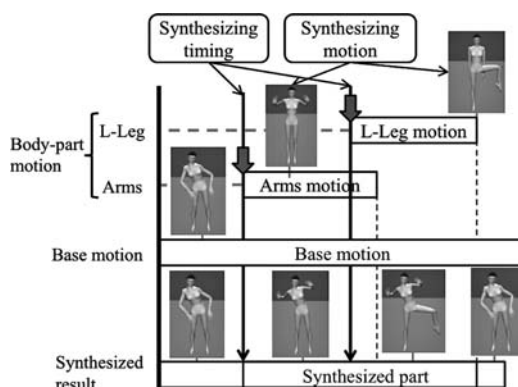 Synthesizing
timing
Synthesizing
motion
L-Leg
L-Leg motion
Body-part
motion
Arms
Arms motion
Base motion
Base motion
Synthesized
result
Synthesized part